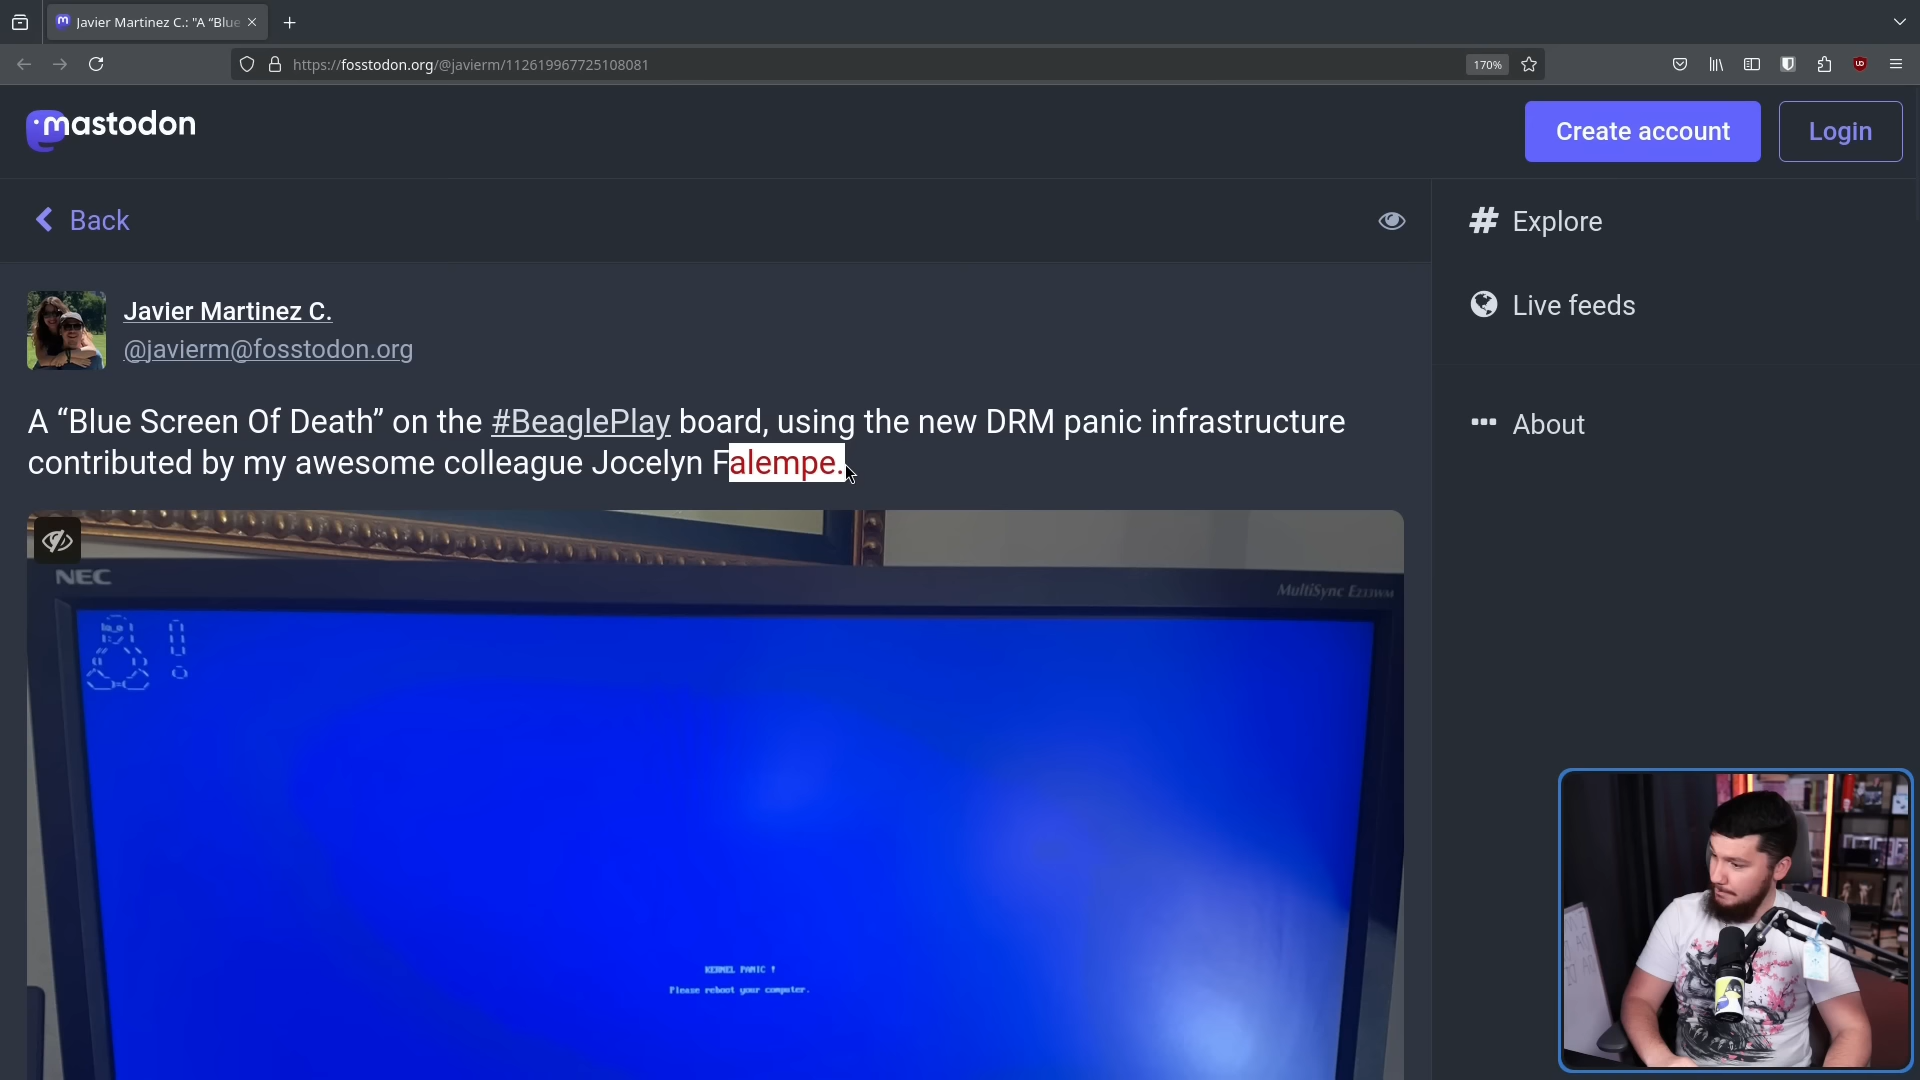 Javier Martinez C.: "A “Blue
https://fosstodon.org/@javierm/112619967725108081
170%
mastodon
Create account
Login
Back
Explore
Live feeds
About
Javier Martinez C.
@javierm@fosstodon.org
A “Blue Screen Of Death” on the #BeaglePlay board, using the new DRM panic infrastructure
contributed by my awesome colleague Jocelyn Falempe.
NEC
MultiSync E233WM
KERNEL PANIC !
Please reboot your computer.